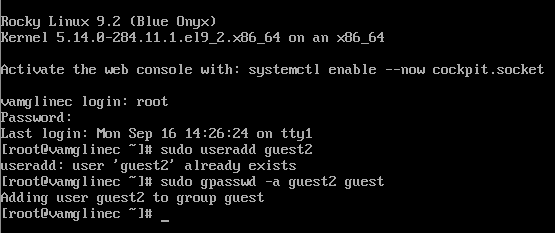 Rocky Linux 9.2 (Blue Onyx)
Kernel 5.14.0-284.11.1.el9_2.x86_64 on an x86_64
Activate the web console with: systemctl enable --now cockpit.socket
vamglinec login: root
Password:
Last login: Mon Sep 16 14:26:24 on tty1
[root@vamglinec ~]# sudo useradd guest2
useradd: user 'guest2' already exists
[root@vamglinec ~]# sudo gpasswd -a guest2 guest
Adding user guest2 to group guest
[root@vamglinec ~]# _